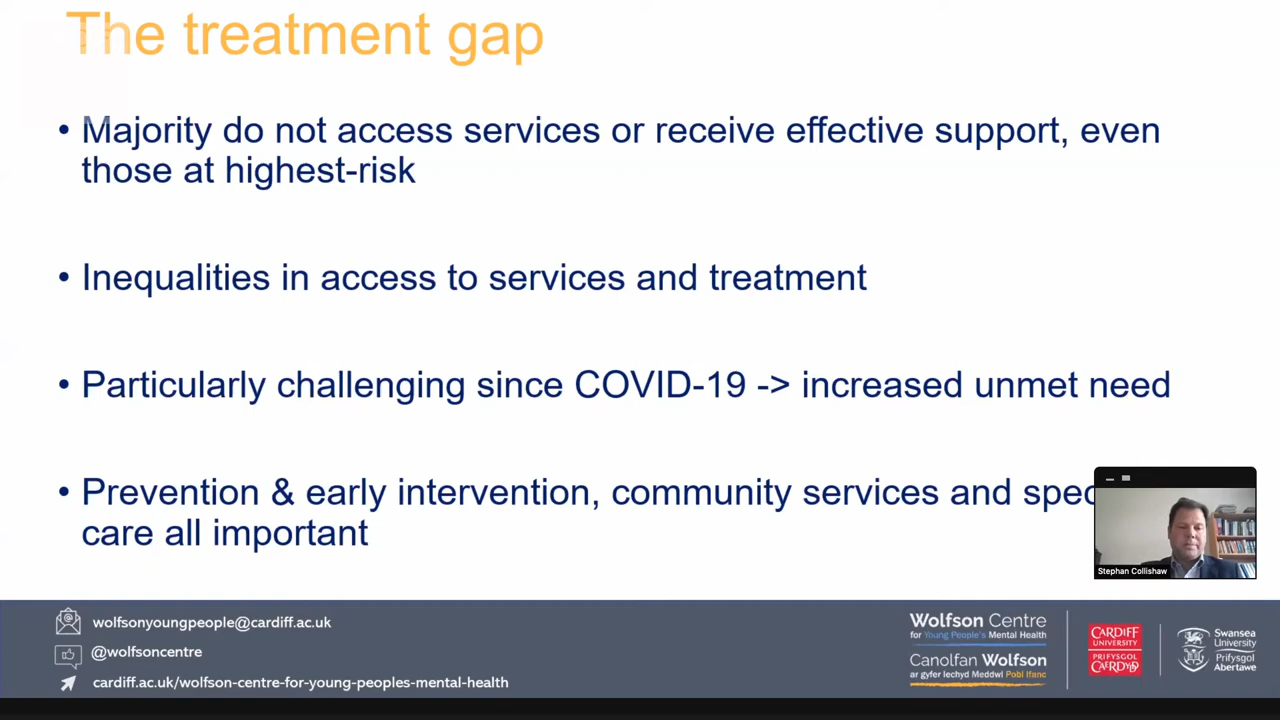 The treatment gap
• Majority do not access services or receive effective support, even
those at highest-risk
• Inequalities in access to services and treatment
• Particularly challenging since COVID-19 -> increased unmet need
• Prevention & early intervention, community services and
care all important
Stephan Collishaw
wolfsonyoungpeople@cardiff.ac.uk
@wolfsoncentre
cardiff.ac.uk/wolfson-centre-for-young-peoples-mental-health
Wolfson Centre
for Young People's Mental Health
Canolfan Wolfson
ar gyfer Iechyd Meddwl Pobl Ifanc
CARDIFF
UNIVERSITY
PRIFYSGOL
CAERDYDD
Swansea
University
Prifysgol
Abertawe